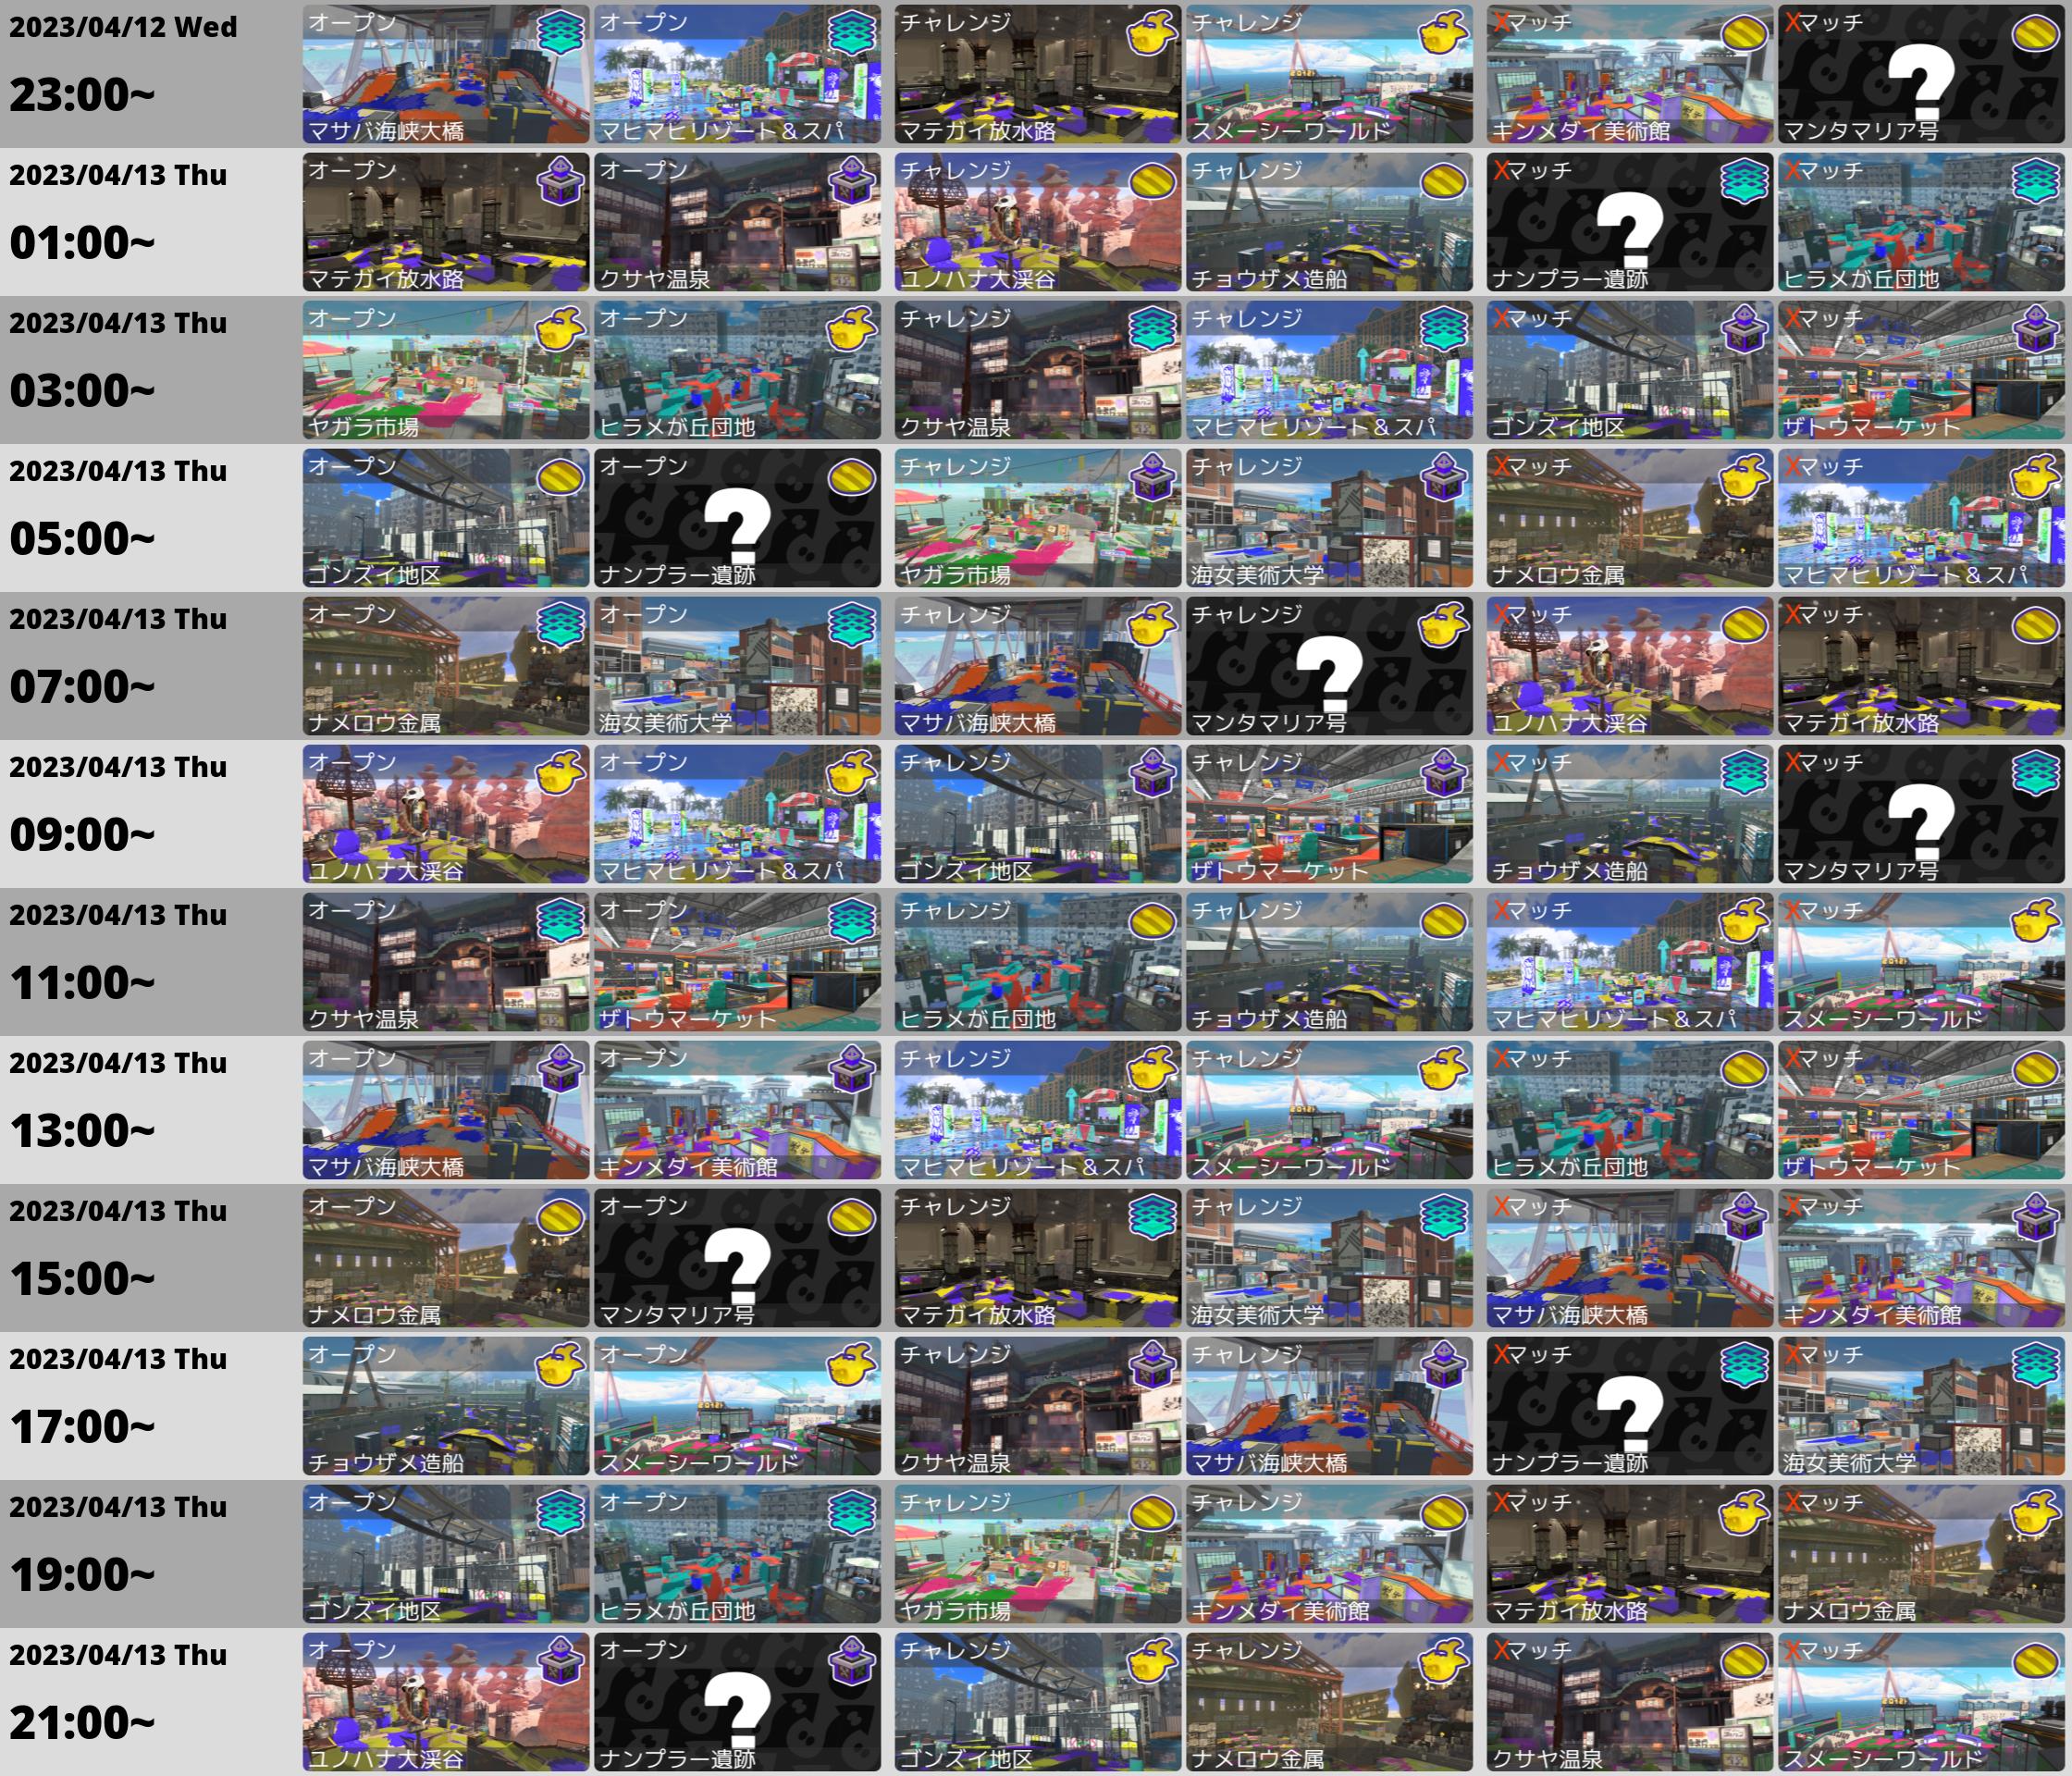 2023/04/12 Wed
23:00~
オープン
マサバ海峡大橋
オープン
マヒマヒリゾート＆スパ
チャレンジ
マテガイ放水路
チャレンジ
スメーシーワールド
Xマッチ
キンメダイ美術館
Xマッチ
?
マンタマリア号
2023/04/13 Thu
01:00~
オープン
マテガイ放水路
オープン
クサヤ温泉
チャレンジ
ユノハナ大渓谷
チャレンジ
チョウザメ造船
Xマッチ
?
ナンプラー遺跡
Xマッチ
ヒラメが丘団地
2023/04/13 Thu
03:00~
オープン
ヤガラ市場
オープン
ヒラメが丘団地
チャレンジ
クサヤ温泉
チャレンジ
マヒマヒリゾート＆スパ
Xマッチ
ゴンズイ地区
Xマッチ
ザトウマーケット
2023/04/13 Thu
05:00~
オープン
ゴンズイ地区
オープン
?
ナンプラー遺跡
チャレンジ
ヤガラ市場
チャレンジ
海女美術大学
Xマッチ
ナメロウ金属
Xマッチ
マヒマヒリゾート＆スパ
2023/04/13 Thu
07:00~
オープン
ナメロウ金属
オープン
海女美術大学
チャレンジ
マサバ海峡大橋
チャレンジ
?
マンタマリア号
Xマッチ
ユノハナ大渓谷
Xマッチ
マテガイ放水路
2023/04/13 Thu
09:00~
オープン
ユノハナ大渓谷
オープン
マヒマヒリゾート＆スパ
チャレンジ
ゴンズイ地区
チャレンジ
ザトウマーケット
Xマッチ
チョウザメ造船
Xマッチ
?
マンタマリア号
2023/04/13 Thu
11:00~
オープン
クサヤ温泉
オープン
ザトウマーケット
チャレンジ
ヒラメが丘団地
チャレンジ
チョウザメ造船
Xマッチ
マヒマヒリゾート＆スパ
Xマッチ
スメーシーワールド
2023/04/13 Thu
13:00~
オープン
マサバ海峡大橋
オープン
キンメダイ美術館
チャレンジ
マヒマヒリゾート＆スパ
チャレンジ
スメーシーワールド
Xマッチ
ヒラメが丘団地
Xマッチ
ザトウマーケット
2023/04/13 Thu
15:00~
オープン
ナメロウ金属
オープン
?
マンタマリア号
チャレンジ
マテガイ放水路
チャレンジ
海女美術大学
Xマッチ
マサバ海峡大橋
Xマッチ
キンメダイ美術館
2023/04/13 Thu
17:00~
オープン
チョウザメ造船
オープン
スメーシーワールド
チャレンジ
クサヤ温泉
チャレンジ
マサバ海峡大橋
Xマッチ
?
ナンプラー遺跡
Xマッチ
海女美術大学
2023/04/13 Thu
19:00~
オープン
ゴンズイ地区
オープン
ヒラメが丘団地
チャレンジ
ヤガラ市場
チャレンジ
キンメダイ美術館
Xマッチ
マテガイ放水路
Xマッチ
ナメロウ金属
2023/04/13 Thu
21:00~
オープン
ユノハナ大渓谷
オープン
?
ナンプラー遺跡
チャレンジ
ゴンズイ地区
チャレンジ
ナメロウ金属
Xマッチ
クサヤ温泉
Xマッチ
スメーシーワールド